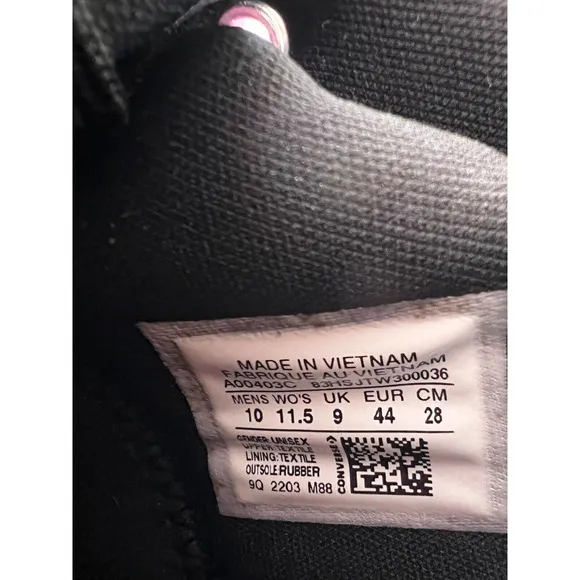 MADE IN VIETNAM
FABRIQUE AU VIETNAM
A00403C 83HSJTW300036
MENS WO'S UK EUR CM
10 11.5 9 44 28
GENDER:UNISEX
UPPER:TEXTILE
LINING:TEXTILE
OUTSOLE:RUBBER
9Q 2203 M88
CONVERSE